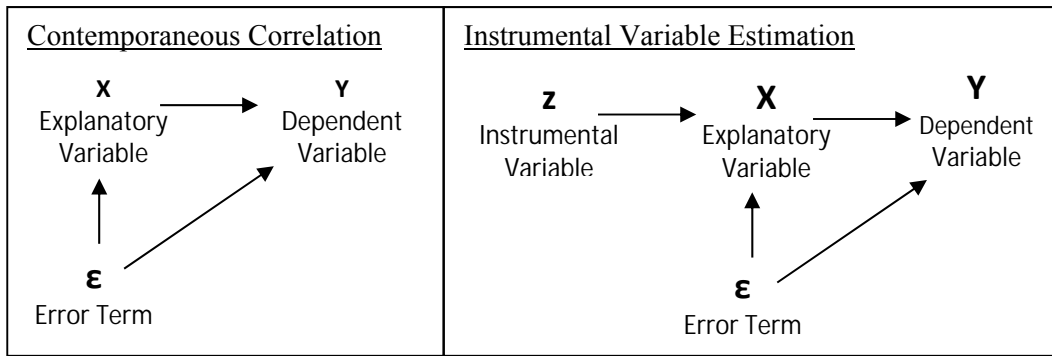 Contemporaneous Correlation
X
Y
Explanatory
Variable
Dependent
Variable
ε
Error Term
Instrumental Variable Estimation
z
X
Y
Instrumental
Variable
Explanatory
Variable
Dependent
Variable
ε
Error Term